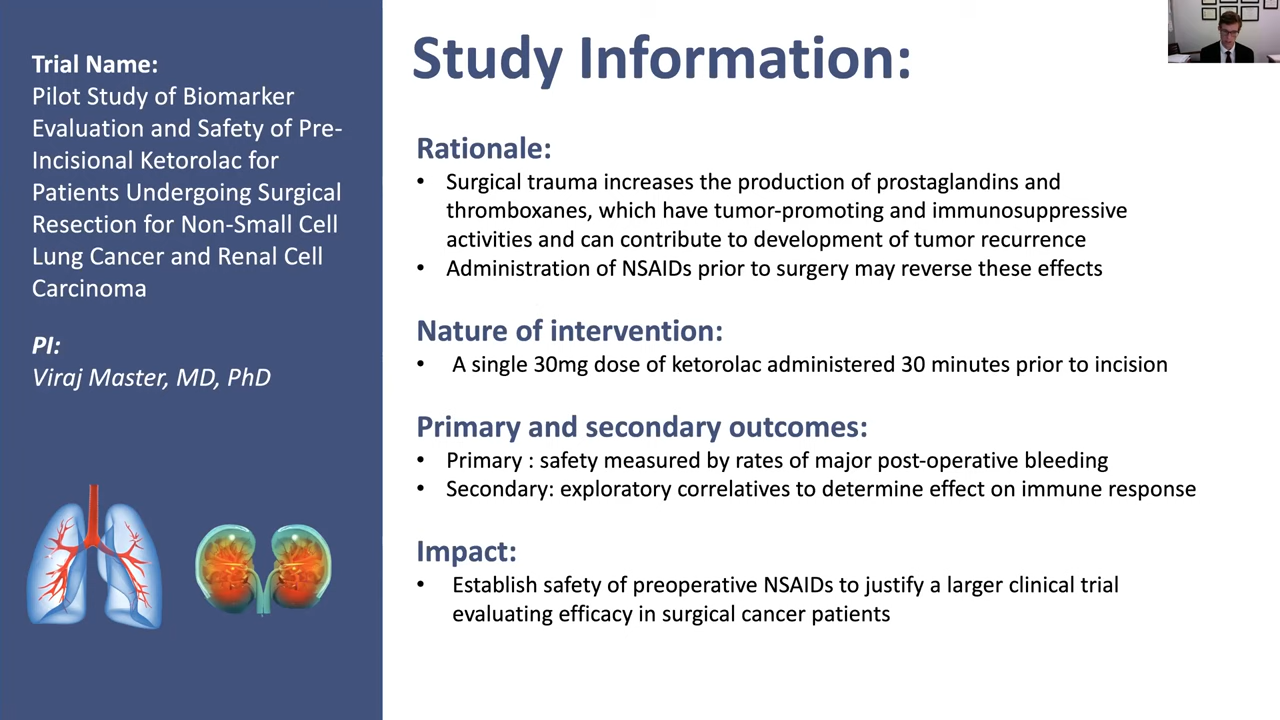 Trial Name:
Pilot Study of Biomarker
Evaluation and Safety of Pre-
Incisional Ketorolac for
Patients Undergoing Surgical
Resection for Non-Small Cell
Lung Cancer and Renal Cell
Carcinoma
PI:
Viraj Master, MD, PhD
Study Information:
Rationale:
• Surgical trauma increases the production of prostaglandins and
thromboxanes, which have tumor-promoting and immunosuppressive
activities and can contribute to development of tumor recurrence
• Administration of NSAIDs prior to surgery may reverse these effects
Nature of intervention:
• A single 30mg dose of ketorolac administered 30 minutes prior to incision
Primary and secondary outcomes:
• Primary : safety measured by rates of major post-operative bleeding
• Secondary: exploratory correlatives to determine effect on immune response
Impact:
• Establish safety of preoperative NSAIDs to justify a larger clinical trial
evaluating efficacy in surgical cancer patients